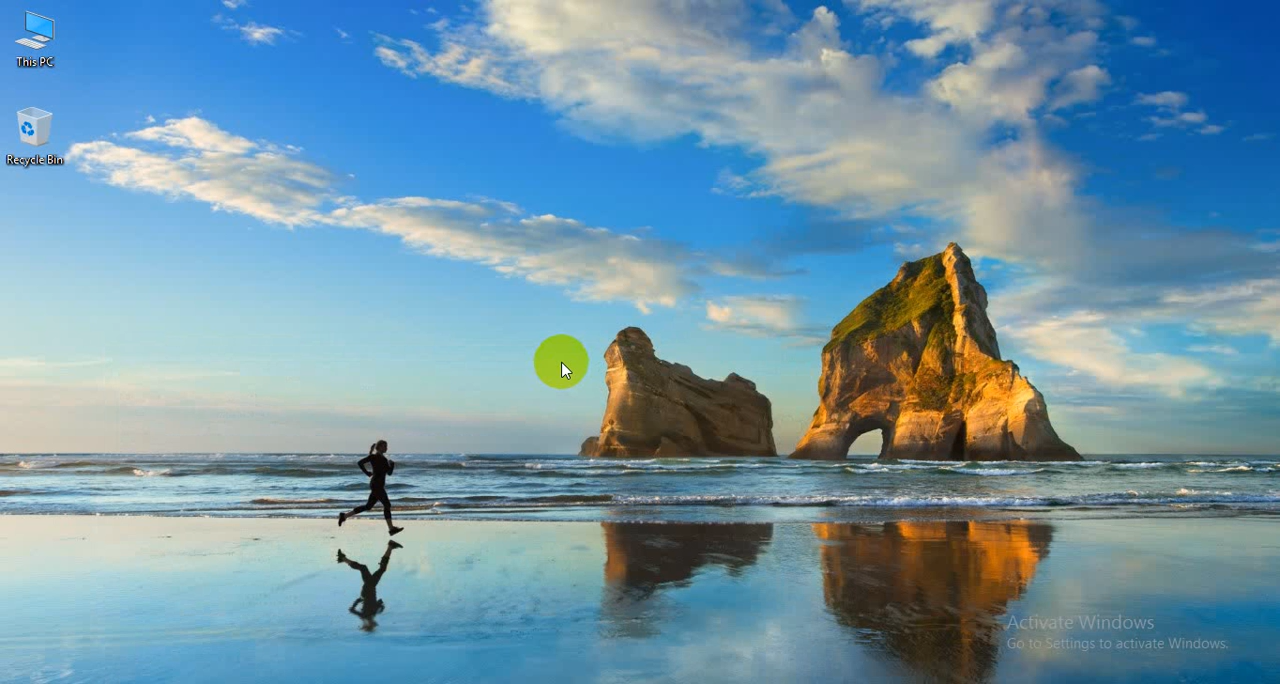 This PC
Recycle Bin
Activate Windows
Go to Settings to activate Windows.